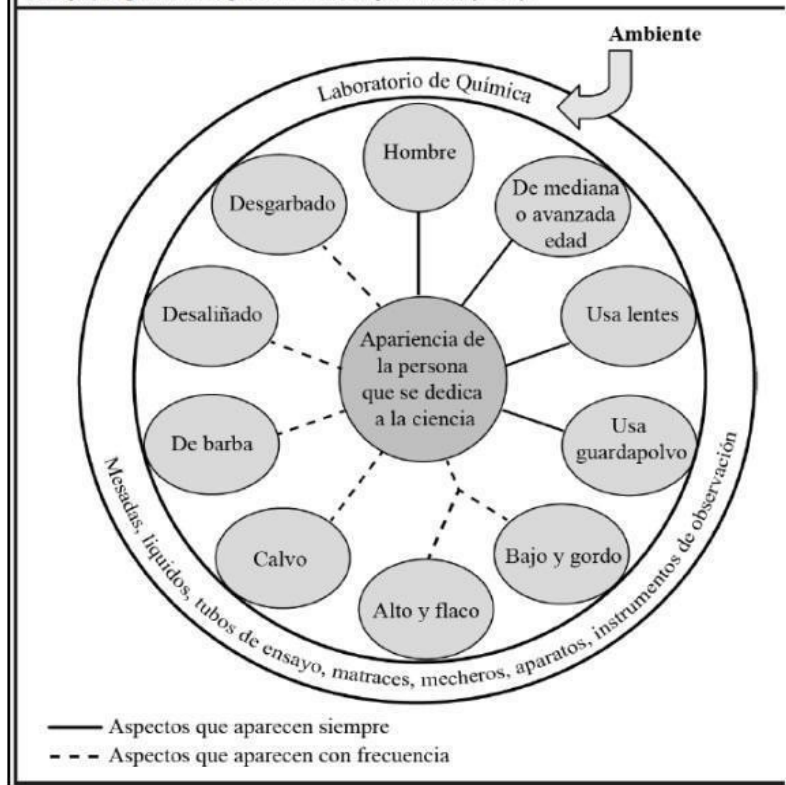 Ambiente
Laboratorio de Química
Hombre
De mediana
o avanzada
edad
Desgarbado
Usa lentes
Desaliñado
Apariencia de
la persona
que se dedica
a la ciencia
Usa
guardapolvo
De barba
Bajo y gordo
Calvo
Alto y flaco
Mesadas, líquidos, tubos de ensayo, matraces, mecheros, aparatos, instrumentos de observación
Aspectos que aparecen siempre
Aspectos que aparecen con frecuencia